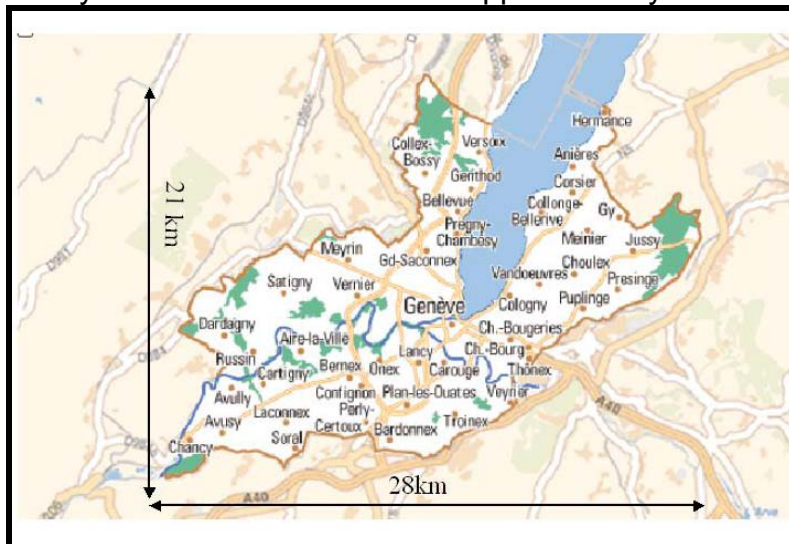 Hermance
Collex-
Bossy
Versoix
Anières
Genthod
Corsier
Bellevue
Collonge-
Bellerive
Gy
Pregny-
Chambésy
Meinier
Jussy
21 km
Meyrin
Gd-Saconnex
Choulex
Satigny
Vernier
Vandoeuvres
Presinge
Genève
Cologny
Puplinge
Dardagny
Aire-la-Ville
Ch.-Bougeries
Russin
Lancy
Ch.-Bourg
Cartigny
Bernex
Onex
Carouge
Thônex
Avully
Confignon
Plan-les-Ouates
Veyrier
Avusy
Laconnex
Perly-
Certoux
Troinex
Chancy
Soral
Bardonnex
A40
28km
A40
L'Arve